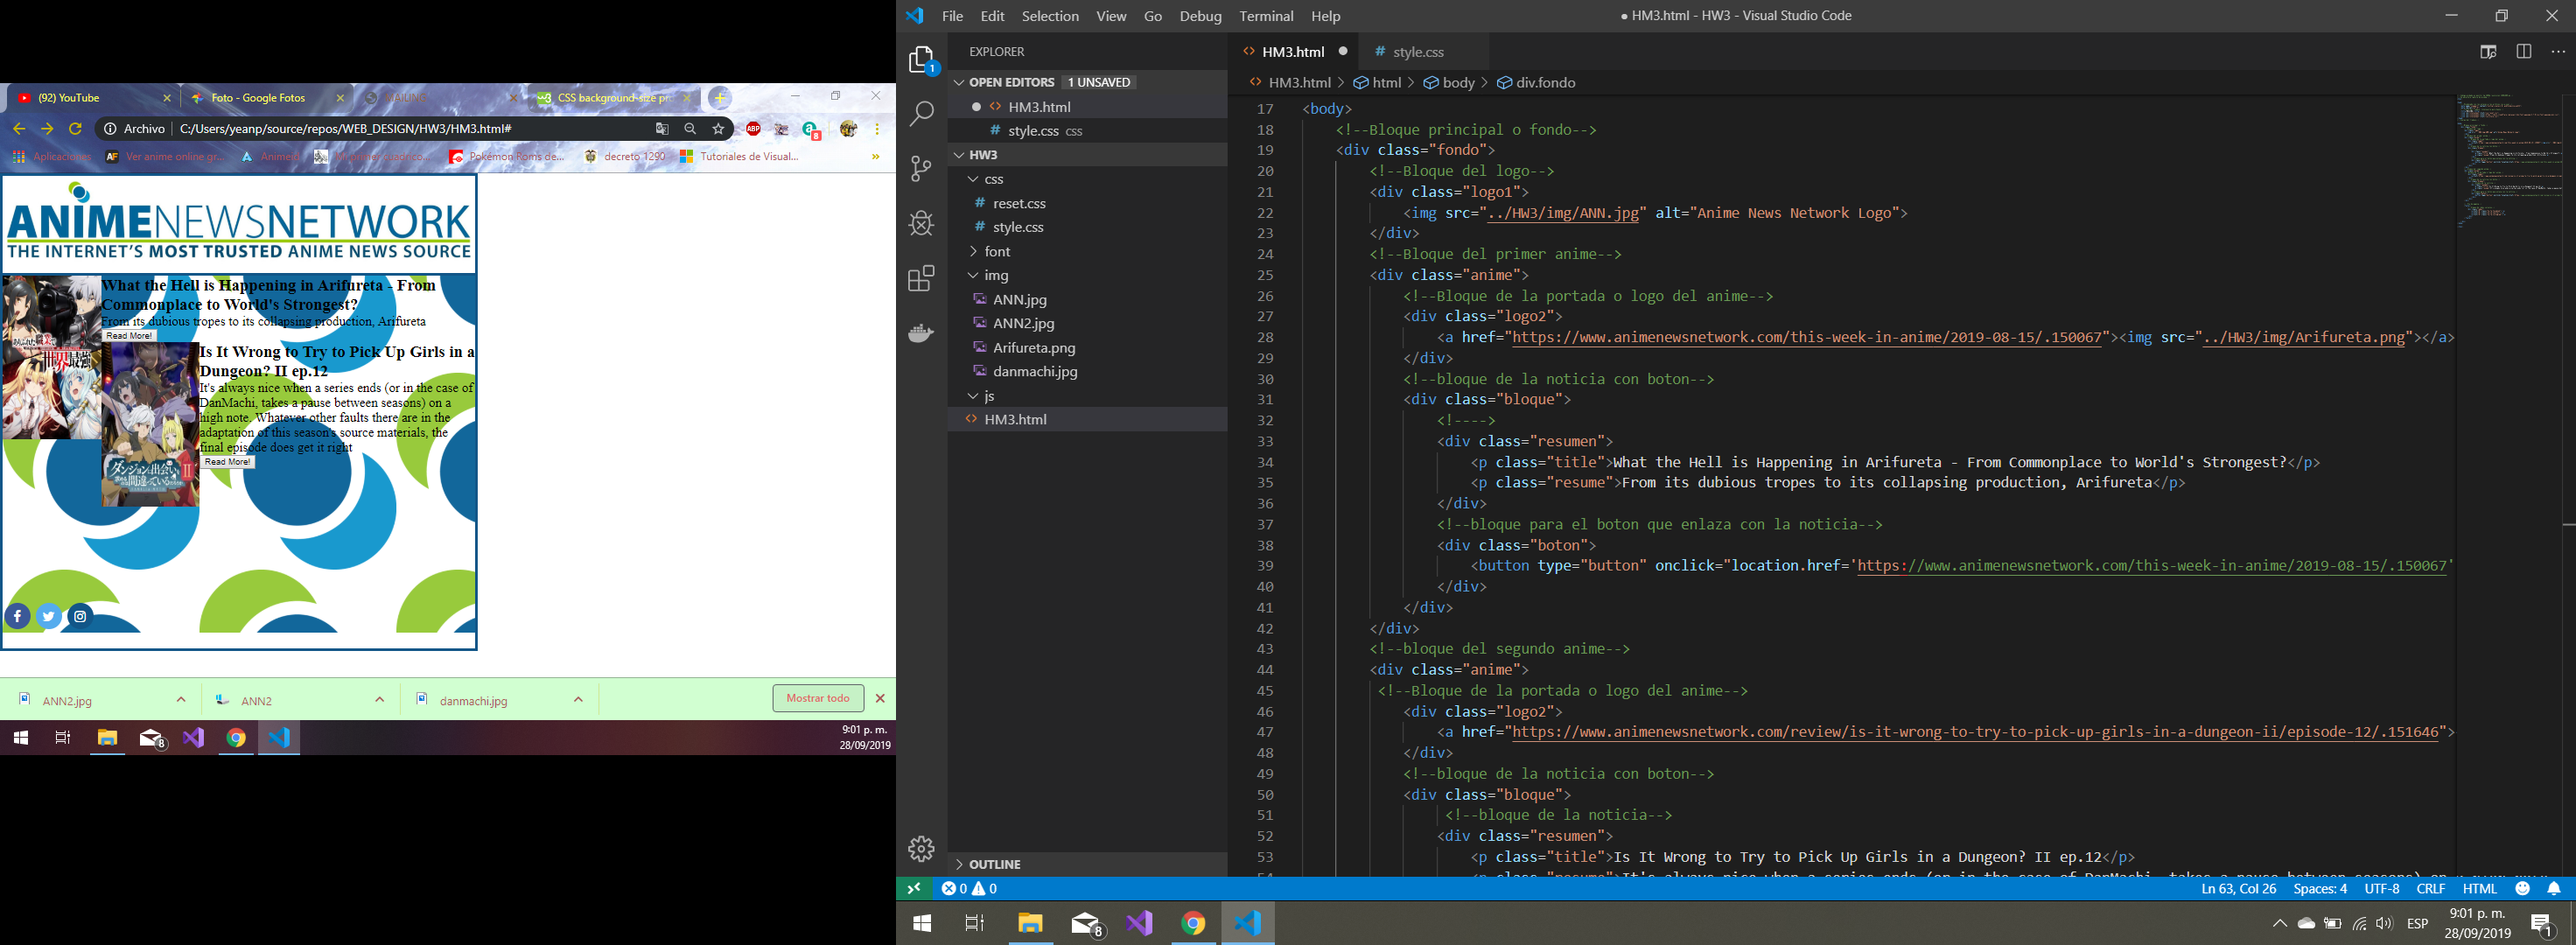 (92) YouTube
Foto - Google Fotos
CSS background-size pr
Archivo
C:/Users/yeanp/source/repos/WEB_DESIGN/HW3/HM3.html#
Aplicaciones
Ver anime online gr...
Pokémon Roms de...
decreto 1290
Tutoriales de Visual...
»
ANIMENEWSNETWORK
THE INTERNET'S MOST TRUSTED ANIME NEWS SOURCE
What the Hell is Happening in Arifureta - From
Commonplace to World's Strongest?
From its dubious tropes to its collapsing production, Arifureta
Read More!
Is It Wrong to Try to Pick Up Girls in a
Dungeon? II ep.12
It's always nice when a series ends (or in the case of
DanMachi, takes a pause between seasons) on a
high note. Whatever other faults there are in the
adaptation of this season's source materials, the
final episode does get it right
Read More!
ANN2.jpg
ANN2
danmachi.jpg
Mostrar todo
8
9:01 p. m.
28/09/2019
File Edit Selection View Go Debug Terminal Help
● HM3.html - HW3 - Visual Studio Code
1
EXPLORER
OPEN EDITORS 1 UNSAVED
HM3.html
style.css css
HW3
css
reset.css
style.css
font
img
ANN.jpg
ANN2.jpg
Arifureta.png
danmachi.jpg
js
HM3.html
OUTLINE
HM3.html
style.css
HM3.html > html > body > div.fondo
17 <body>
18 <!--Bloque principal o fondo-->
19 <div class="fondo">
20 <!--Bloque del logo-->
21 <div class="logo1">
22 <img src="../HW3/img/ANN.jpg" alt="Anime News Network Logo">
23 </div>
24 <!--Bloque del primer anime-->
25 <div class="anime">
26 <!--Bloque de la portada o logo del anime-->
27 <div class="logo2">
28 <a href="https://www.animenewsnetwork.com/this-week-in-anime/2019-08-15/.150067"><img src="../HW3/img/Arifureta.png"></a>
29 </div>
30 <!--bloque de la noticia con boton-->
31 <div class="bloque">
32 <!---->
33 <div class="resumen">
34 <p class="title">What the Hell is Happening in Arifureta - From Commonplace to World's Strongest?</p>
35 <p class="resume">From its dubious tropes to its collapsing production, Arifureta</p>
36 </div>
37 <!--bloque para el boton que enlaza con la noticia-->
38 <div class="boton">
39 <button type="button" onclick="location.href='https://www.animenewsnetwork.com/this-week-in-anime/2019-08-15/.150067'
40 </div>
41 </div>
42 </div>
43 <!--bloque del segundo anime-->
44 <div class="anime">
45 <!--Bloque de la portada o logo del anime-->
46 <div class="logo2">
47 <a href="https://www.animenewsnetwork.com/review/is-it-wrong-to-try-to-pick-up-girls-in-a-dungeon-ii/episode-12/.151646">
48 </div>
49 <!--bloque de la noticia con boton-->
50 <div class="bloque">
51 <!--bloque de la noticia-->
52 <div class="resumen">
53 <p class="title">Is It Wrong to Try to Pick Up Girls in a Dungeon? II ep.12</p>
0 0
Ln 63, Col 26 Spaces: 4 UTF-8 CRLF HTML
8
ESP
9:01 p. m.
28/09/2019
1